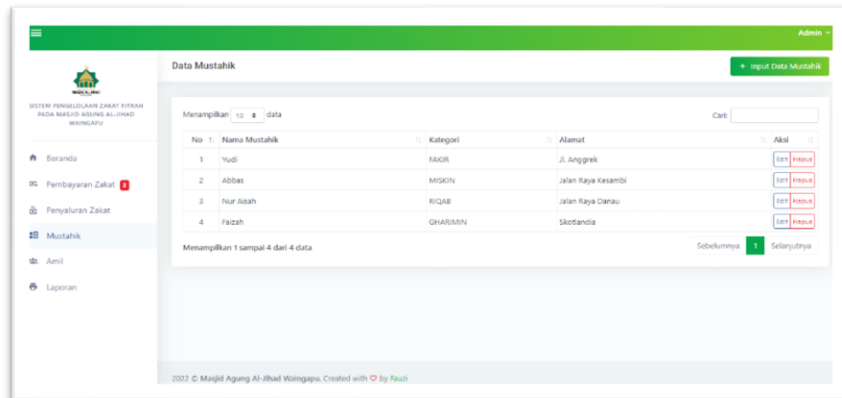 Admin
SISTEM PENGELOLAAN ZAKAT FITRAH
PADA MASJID AGUNG AL-JIHAD
WAINGAPU
Beranda
Pembayaran Zakat 2
Penyaluran Zakat
Mustahik
Amil
Laporan
Data Mustahik
+ Input Data Mustahik
Menampilkan 10 data
Cari:
No Nama Mustahik Kategori Alamat Aksi
1 Yudi FAKIR Jl. Anggrek Edit Hapus
2 Abbas MISKIN Jalan Raya Kesambi Edit Hapus
3 Nur Aisah RIQAB Jalan Raya Danau Edit Hapus
4 Faizah GHARIMIN Skotlandia Edit Hapus
Menampilkan 1 sampai 4 dari 4 data
Sebelumnya 1 Selanjutnya
2022 © Masjid Agung Al-Jihad Waingapu. Created with ♡ by Fauzi